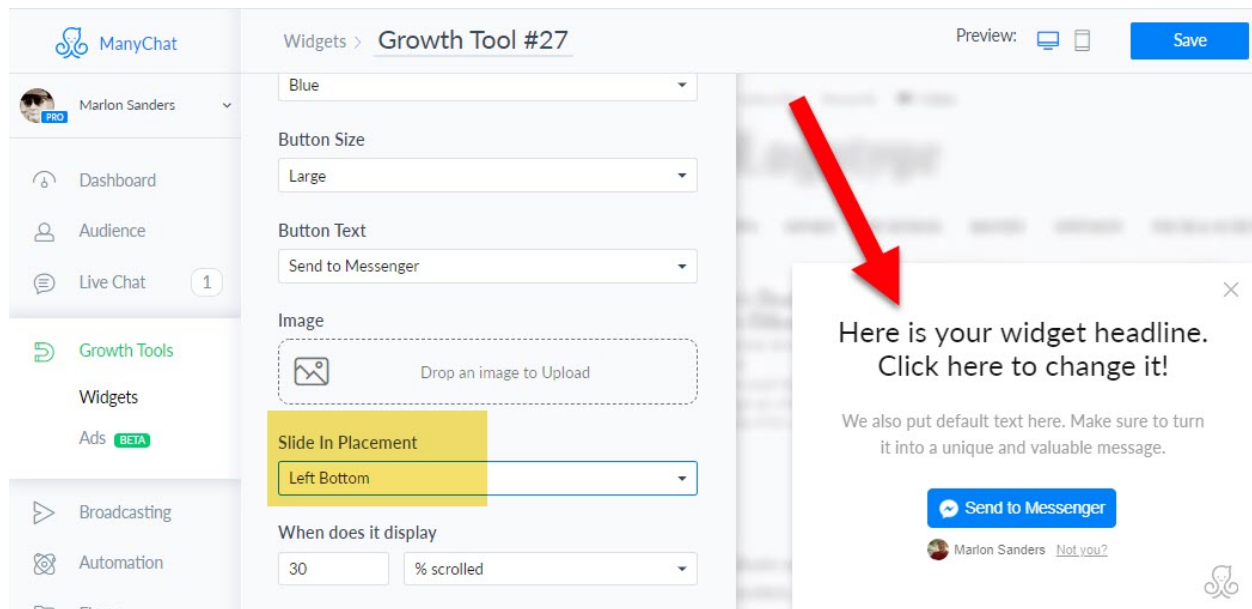 ManyChat
Widgets > Growth Tool #27
Preview:
Save
Marlon Sanders
PRO
Dashboard
Audience
Live Chat 1
Growth Tools
Widgets
Ads BETA
Broadcasting
Automation
Blue
Button Size
Large
Button Text
Send to Messenger
Image
Drop an image to Upload
Slide In Placement
Left Bottom
When does it display
30 % scrolled
Here is your widget headline.
Click here to change it!
We also put default text here. Make sure to turn
it into a unique and valuable message.
Send to Messenger
Marlon Sanders Not you?